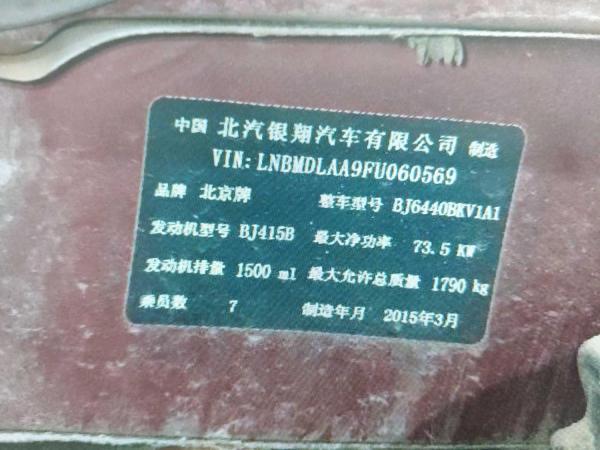 中国 北汽银翔汽车有限公司 制造
VIN: LNBMDLAA9FU060569
品牌 北京牌 整车型号 BJ6440BKV1A1
发动机型号 BJ415B 最大净功率 73.5 KW
发动机排量 1500 ml 最大允许总质量 1790 kg
乘员数 7 制造年月 2015年3月